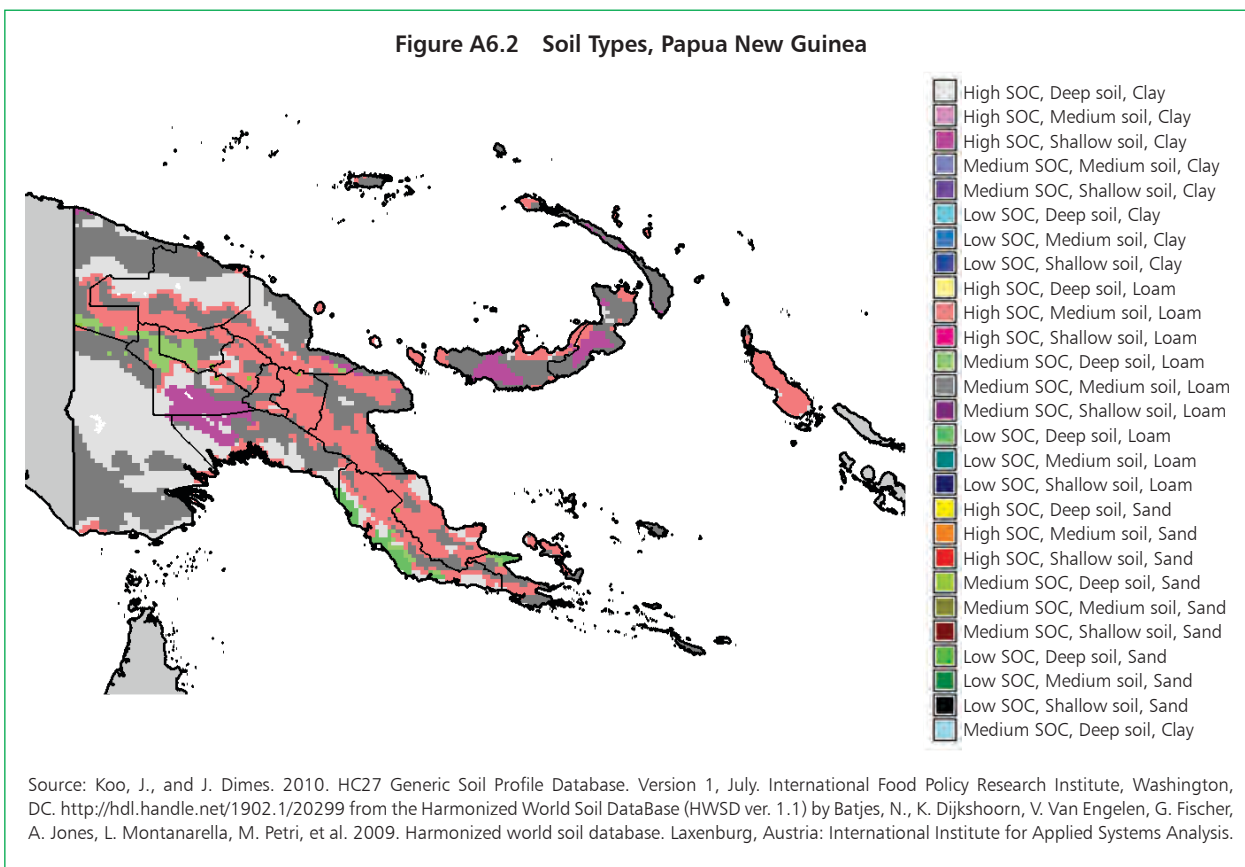 Figure A6.2 Soil Types, Papua New Guinea
High SOC, Deep soil, Clay
High SOC, Medium soil, Clay
High SOC, Shallow soil, Clay
Medium SOC, Medium soil, Clay
Medium SOC, Shallow soil, Clay
Low SOC, Deep soil, Clay
Low SOC, Medium soil, Clay
Low SOC, Shallow soil, Clay
High SOC, Deep soil, Loam
High SOC, Medium soil, Loam
High SOC, Shallow soil, Loam
Medium SOC, Deep soil, Loam
Medium SOC, Medium soil, Loam
Medium SOC, Shallow soil, Loam
Low SOC, Deep soil, Loam
Low SOC, Medium soil, Loam
Low SOC, Shallow soil, Loam
High SOC, Deep soil, Sand
High SOC, Medium soil, Sand
High SOC, Shallow soil, Sand
Medium SOC, Deep soil, Sand
Medium SOC, Medium soil, Sand
Medium SOC, Shallow soil, Sand
Low SOC, Deep soil, Sand
Low SOC, Medium soil, Sand
Low SOC, Shallow soil, Sand
Medium SOC, Deep soil, Clay
Source: Koo, J., and J. Dimes. 2010. HC27 Generic Soil Profile Database. Version 1, July. International Food Policy Research Institute, Washington,
DC. http://hdl.handle.net/1902.1/20299 from the Harmonized World Soil DataBase (HWSD ver. 1.1) by Batjes, N., K. Dijkshoorn, V. Van Engelen, G. Fischer,
A. Jones, L. Montanarella, M. Petri, et al. 2009. Harmonized world soil database. Laxenburg, Austria: International Institute for Applied Systems Analysis.